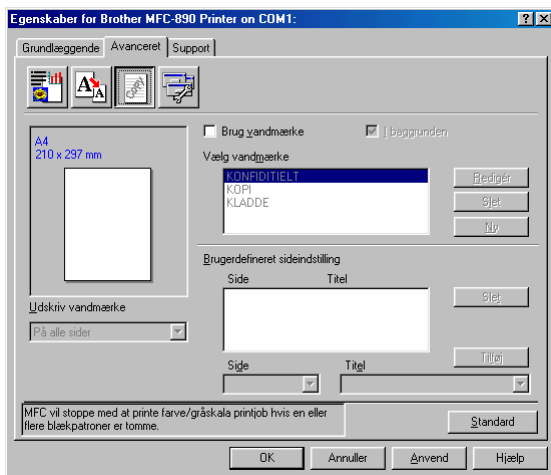 Egenskaber for Brother MFC-890 Printer on COM1:
Grundlæggende
Avanceret
Support
A4
210 x 297 mm
Brug vandmærke
I baggrunden
Vælg vandmærke
KONFIDITIELT
KOPI
KLADDE
Redigér
Slet
Ny
Brugerdefineret sideindstilling
Side
Titel
Slet
Udskriv vandmærke
På alle sider
Tilføj
Side
Titel
MFC vil stoppe med at printe farve/gråskala printjob hvis en eller
flere blækpatroner er tomme.
Standard
OK
Annuller
Anvend
Hjælp